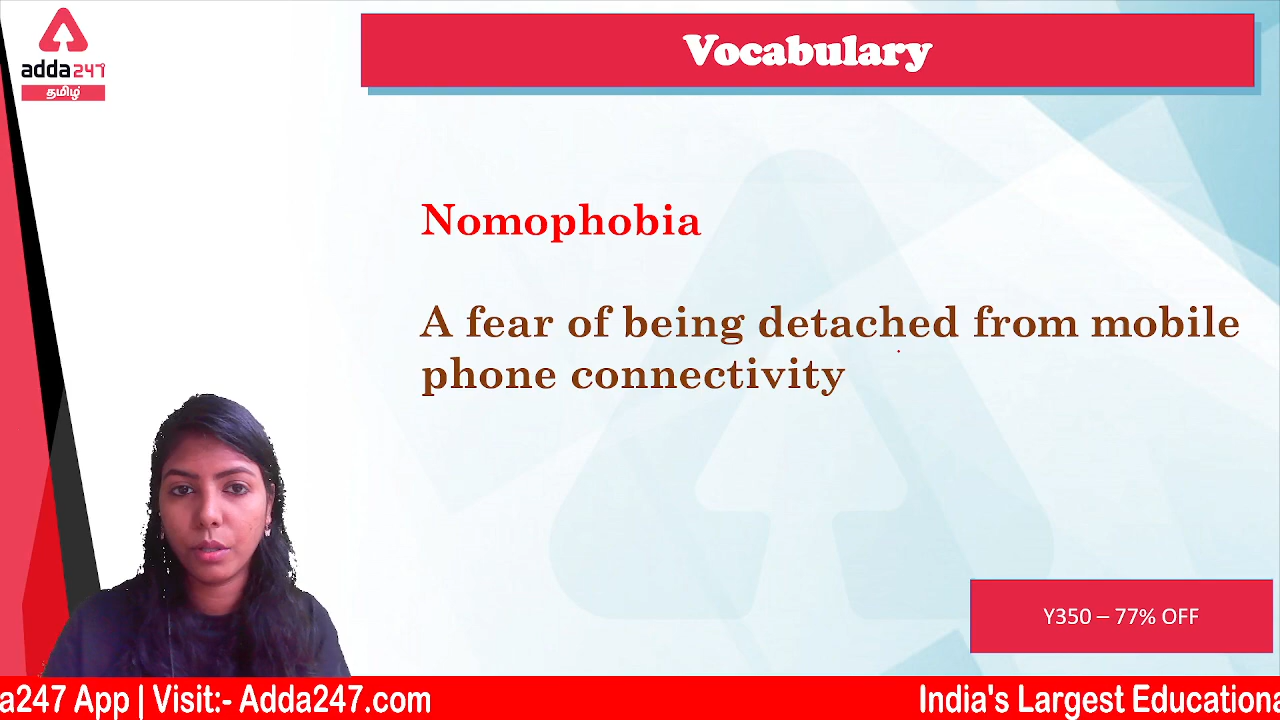 adda247
தமிழ்
Vocabulary
Nomophobia
A fear of being detached from mobile
phone connectivity
Y350 – 77% OFF
a247 App | Visit:- Adda247.com
India's Largest Educationa